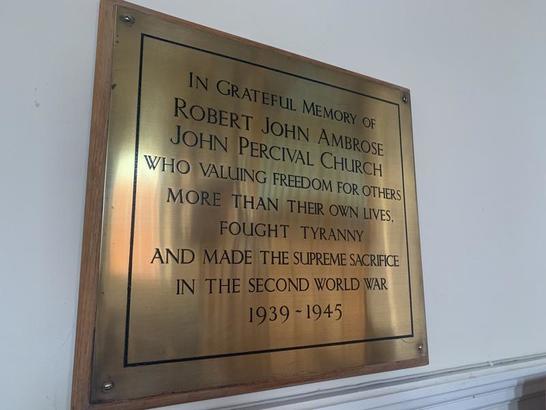 IN GRATEFUL MEMORY OF
ROBERT JOHN AMBROSE
JOHN PERCIVAL CHURCH
WHO VALUING FREEDOM FOR OTHERS
MORE THAN THEIR OWN LIVES,
FOUGHT TYRANNY
AND MADE THE SUPREME SACRIFICE
IN THE SECOND WORLD WAR
1939 ~ 1945